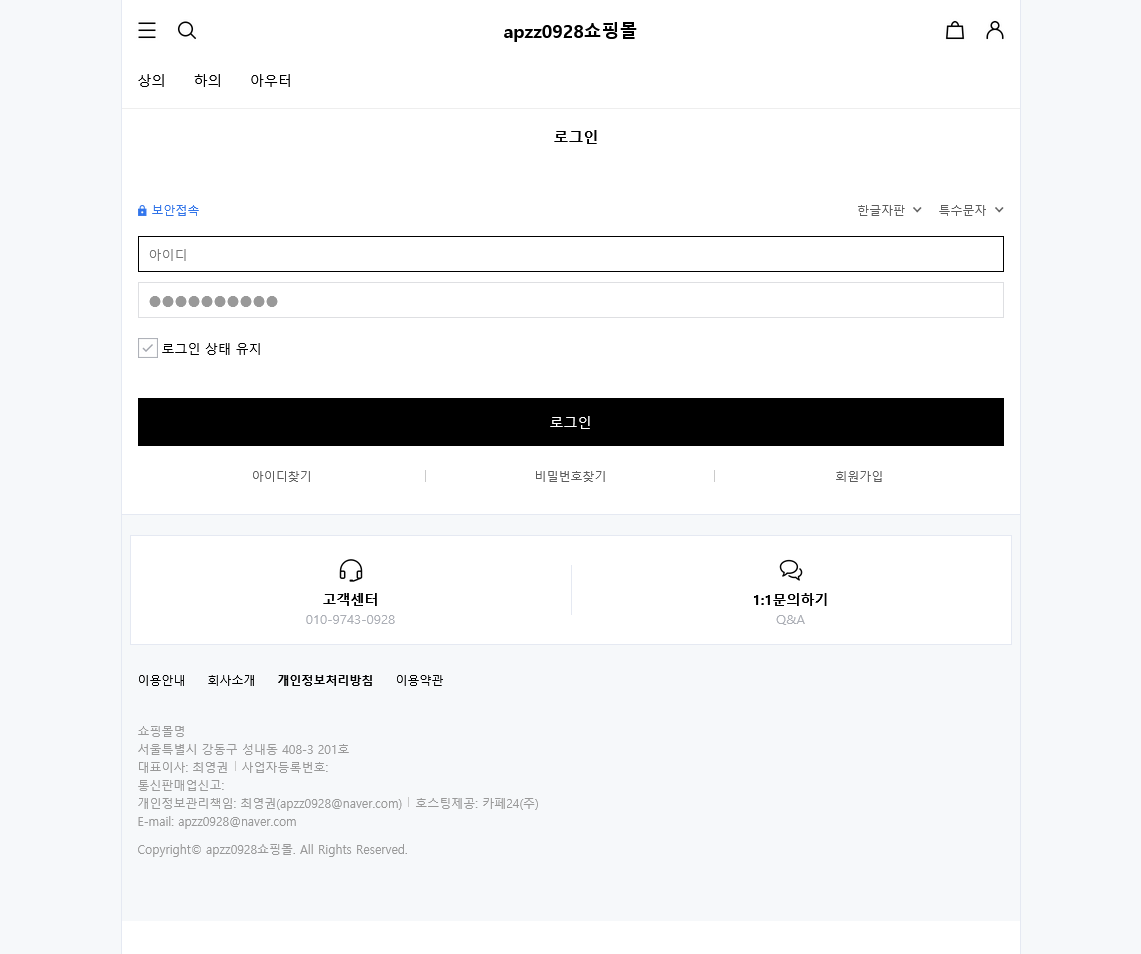 apzz0928쇼핑몰
상의 하의 아우터
로그인
보안접속 한글자판 특수문자
아이디
●●●●●●●●●●
로그인 상태 유지
로그인
아이디찾기 비밀번호찾기 회원가입
고객센터 1:1문의하기
010-9743-0928 Q&A
이용안내 회사소개 개인정보처리방침 이용약관
쇼핑몰명
서울특별시 강동구 성내동 408-3 201호
대표이사: 최영권 | 사업자등록번호:
통신판매업신고:
개인정보관리책임: 최영권(apzz0928@naver.com) | 호스팅제공: 카페24(주)
E-mail: apzz0928@naver.com
Copyright© apzz0928쇼핑몰. All Rights Reserved.